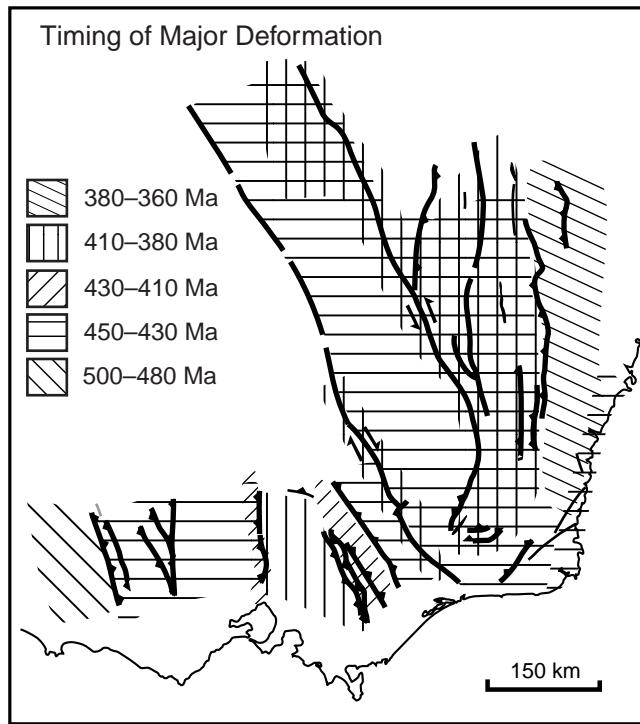 Timing of Major Deformation
380–360 Ma
410–380 Ma
430–410 Ma
450–430 Ma
500–480 Ma
150 km